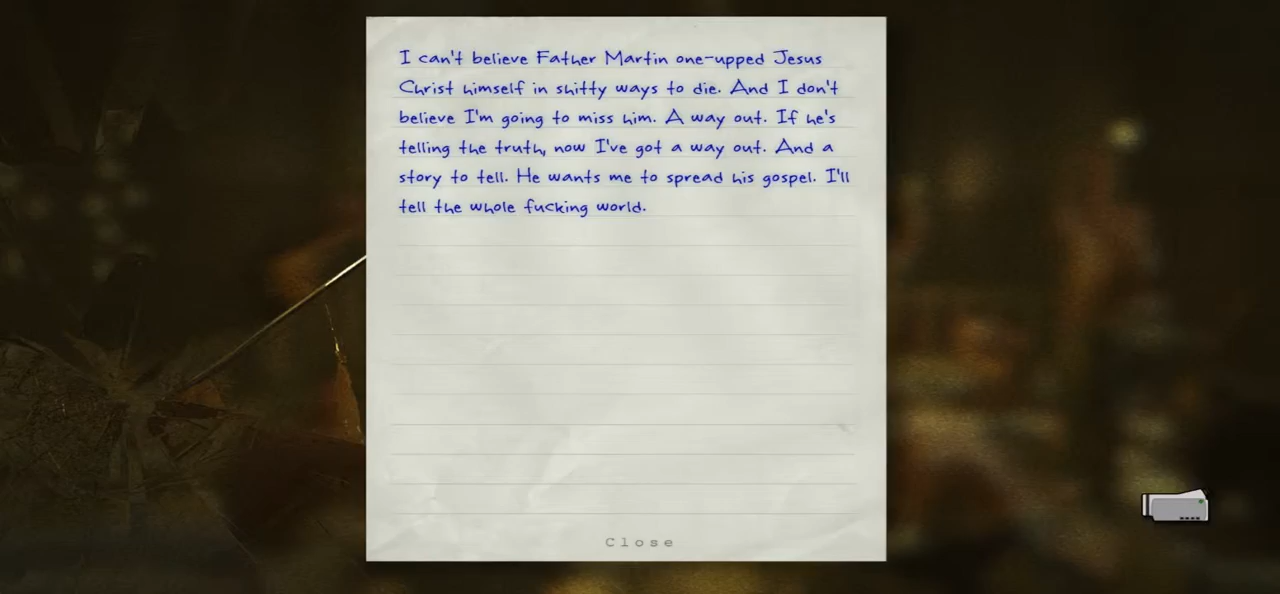 I can't believe Father Martin one-upped Jesus
Christ himself in shitty ways to die. And I don't
believe I'm going to miss him. A way out. If he's
telling the truth, now I've got a way out. And a
story to tell. He wants me to spread his gospel. I'll
tell the whole fucking world.
Close